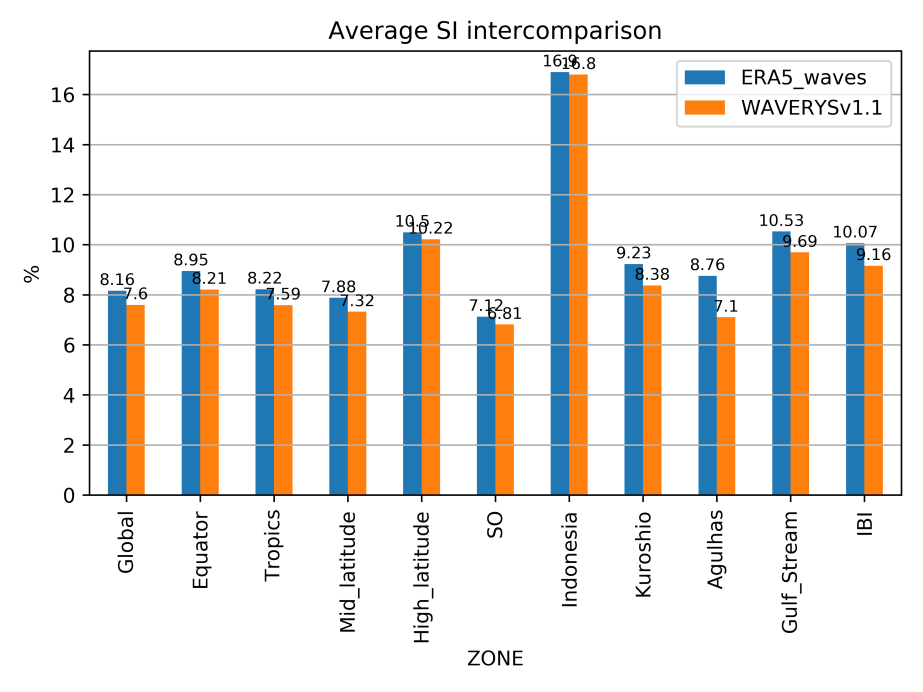 Average SI intercomparison
ERA5_waves
WAVERYSv1.1
%
16
14
12
10
8
6
4
2
0
8.16
7.6
8.95
8.21
8.22
7.59
7.88
7.32
10.5
10.22
7.12
6.81
16.9
16.8
9.23
8.38
8.76
7.1
10.53
9.69
10.07
9.16
Global
Equator
Tropics
Mid_latitude
High_latitude
SO
Indonesia
Kuroshio
Agulhas
Gulf_Stream
IBI
ZONE